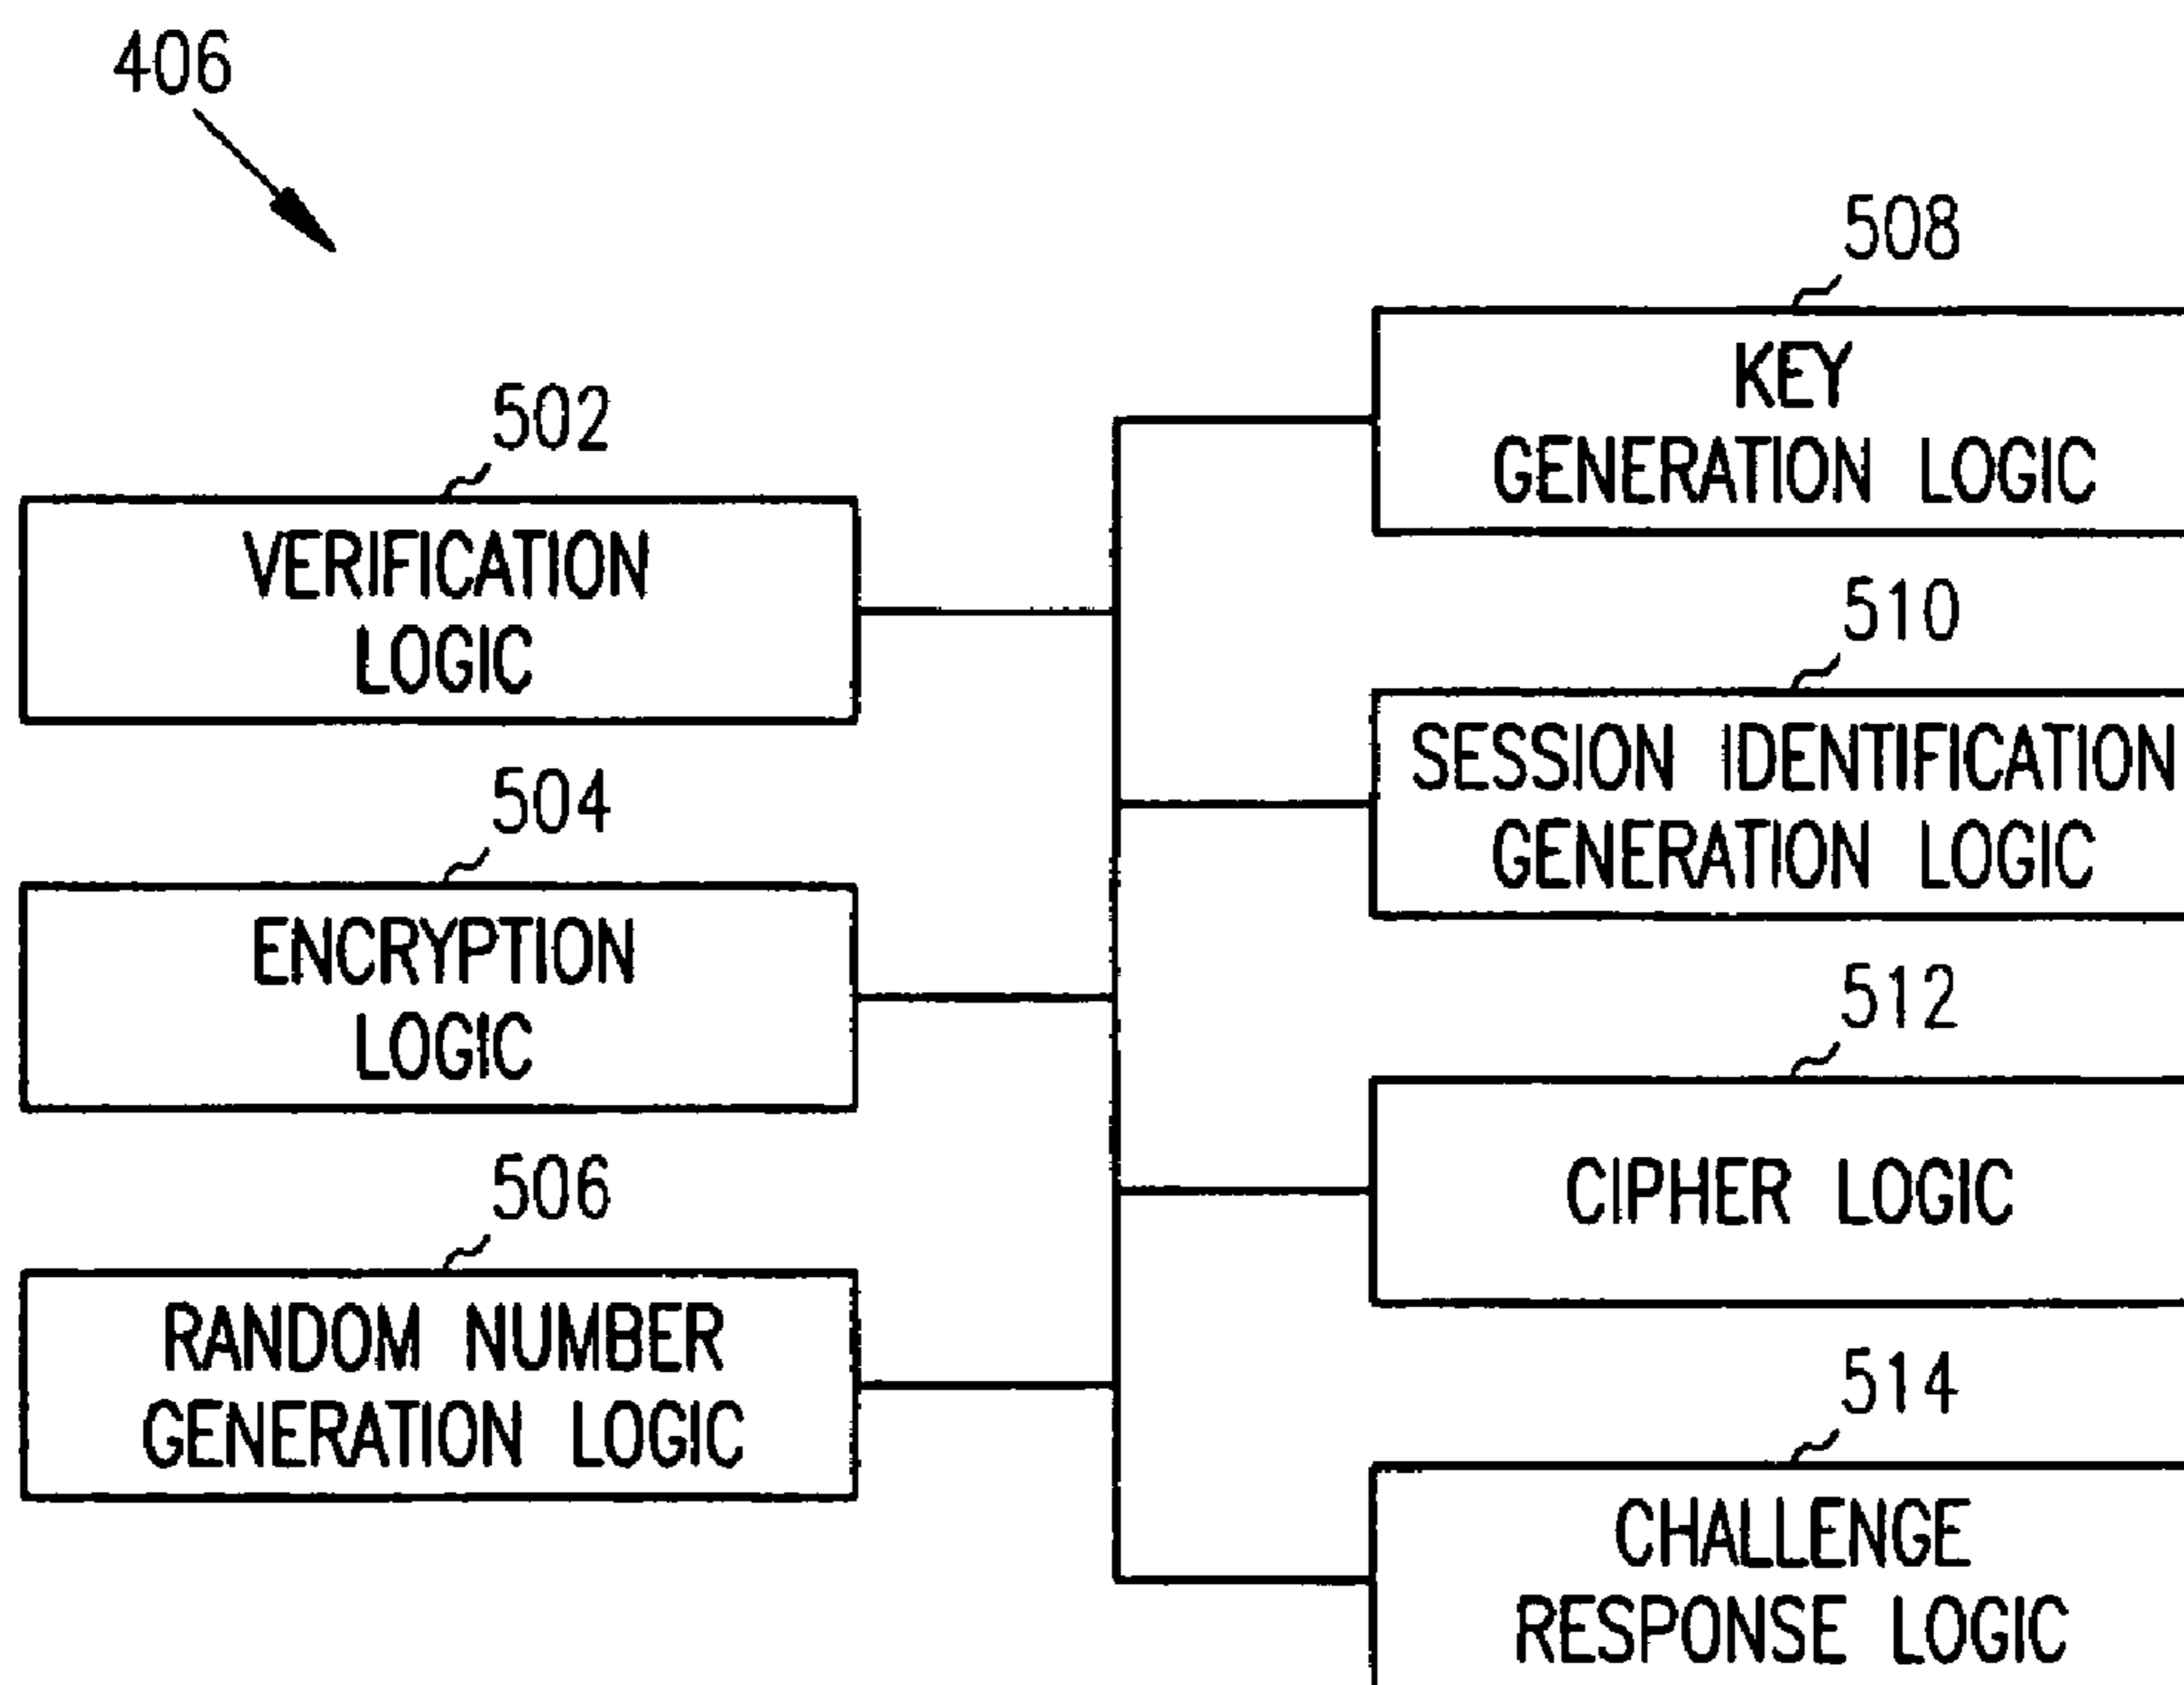 406
502
VERIFICATION
LOGIC
504
ENCRYPTION
LOGIC
506
RANDOM NUMBER
GENERATION LOGIC
508
KEY
GENERATION LOGIC
510
SESSION IDENTIFICATION
GENERATION LOGIC
512
CIPHER LOGIC
514
CHALLENGE
RESPONSE LOGIC